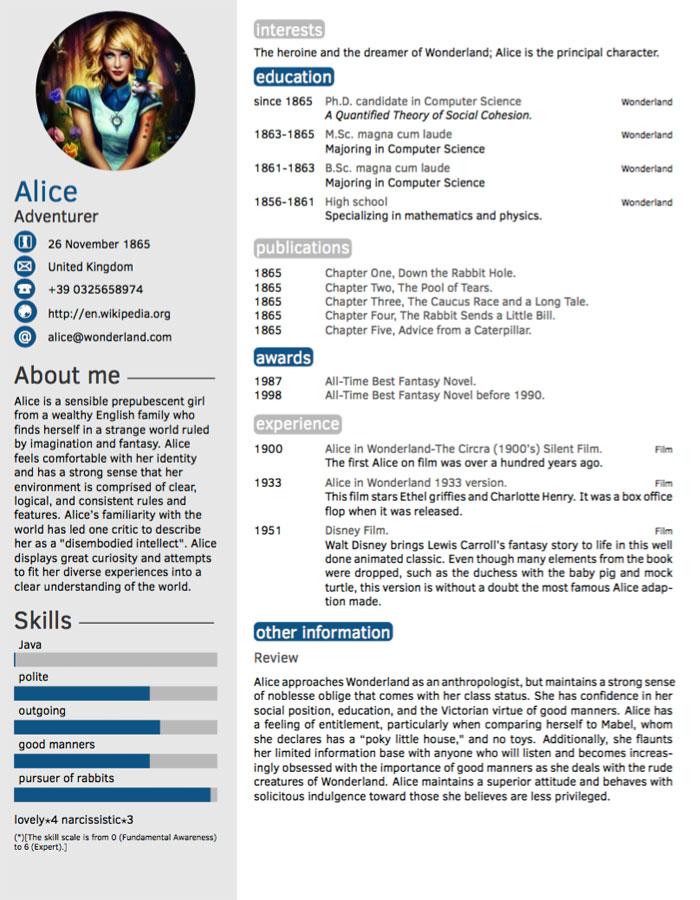 Alice
Adventurer
26 November 1865
United Kingdom
+39 0325658974
http://en.wikipedia.org
@ alice@wonderland.com
About me
Alice is a sensible prepubescent girl
from a wealthy English family who
finds herself in a strange world ruled
by imagination and fantasy. Alice
feels comfortable with her identity
and has a strong sense that her
environment is comprised of clear,
logical, and consistent rules and
features. Alice's familiarity with the
world has led one critic to describe
her as a "disembodied intellect". Alice
displays great curiosity and attempts
to fit her diverse experiences into a
clear understanding of the world.
Skills
Java
polite
outgoing
good manners
pursuer of rabbits
lovely*4 narcissistic*3
(*)[The skill scale is from 0 (Fundamental Awareness)
to 6 (Expert).]
interests
The heroine and the dreamer of Wonderland; Alice is the principal character.
education
since 1865 Ph.D. candidate in Computer Science Wonderland
A Quantified Theory of Social Cohesion.
1863-1865 M.Sc. magna cum laude Wonderland
Majoring in Computer Science
1861-1863 B.Sc. magna cum laude Wonderland
Majoring in Computer Science
1856-1861 High school Wonderland
Specializing in mathematics and physics.
publications
1865 Chapter One, Down the Rabbit Hole.
1865 Chapter Two, The Pool of Tears.
1865 Chapter Three, The Caucus Race and a Long Tale.
1865 Chapter Four, The Rabbit Sends a Little Bill.
1865 Chapter Five, Advice from a Caterpillar.
awards
1987 All-Time Best Fantasy Novel.
1998 All-Time Best Fantasy Novel before 1990.
experience
1900 Alice in Wonderland-The Circra (1900's) Silent Film. Film
The first Alice on film was over a hundred years ago.
1933 Alice in Wonderland 1933 version. Film
This film stars Ethel griffies and Charlotte Henry. It was a box office
flop when it was released.
1951 Disney Film. Film
Walt Disney brings Lewis Carroll's fantasy story to life in this well
done animated classic. Even though many elements from the book
were dropped, such as the duchess with the baby pig and mock
turtle, this version is without a doubt the most famous Alice adap-
tion made.
other information
Review
Alice approaches Wonderland as an anthropologist, but maintains a strong sense
of noblesse oblige that comes with her class status. She has confidence in her
social position, education, and the Victorian virtue of good manners. Alice has
a feeling of entitlement, particularly when comparing herself to Mabel, whom
she declares has a "poky little house," and no toys. Additionally, she flaunts
her limited information base with anyone who will listen and becomes increas-
ingly obsessed with the importance of good manners as she deals with the rude
creatures of Wonderland. Alice maintains a superior attitude and behaves with
solicitous indulgence toward those she believes are less privileged.